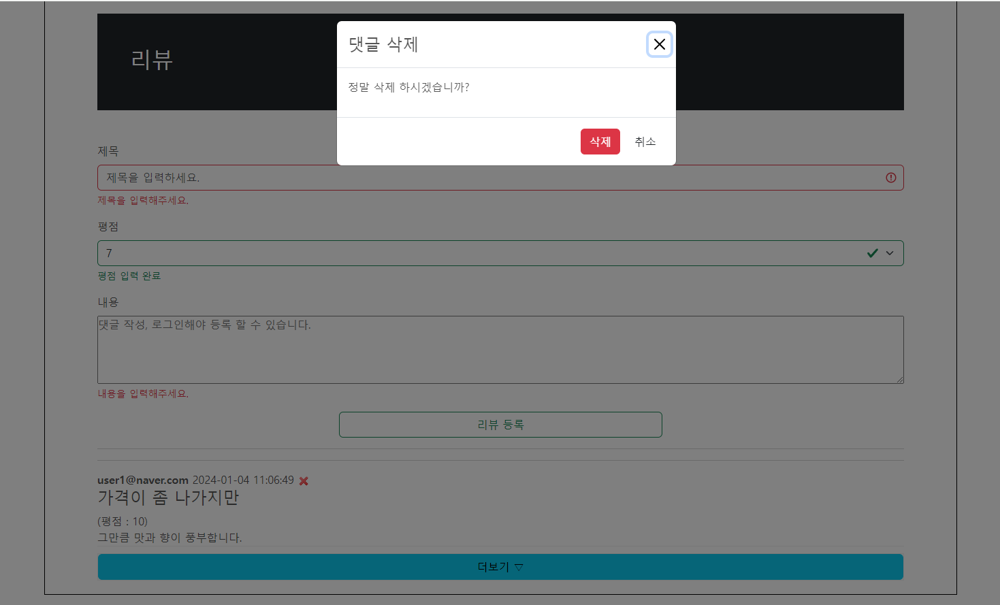 댓글 삭제
정말 삭제 하시겠습니까?
삭제 취소
리뷰
제목
제목을 입력하세요.
제목을 입력해주세요.
평점
7
평점 입력 완료
내용
댓글 작성, 로그인해야 등록 할 수 있습니다.
내용을 입력해주세요.
리뷰 등록
user1@naver.com 2024-01-04 11:06:49
가격이 좀 나가지만
(평점 : 10)
그만큼 맛과 향이 풍부합니다.
더보기 ▽